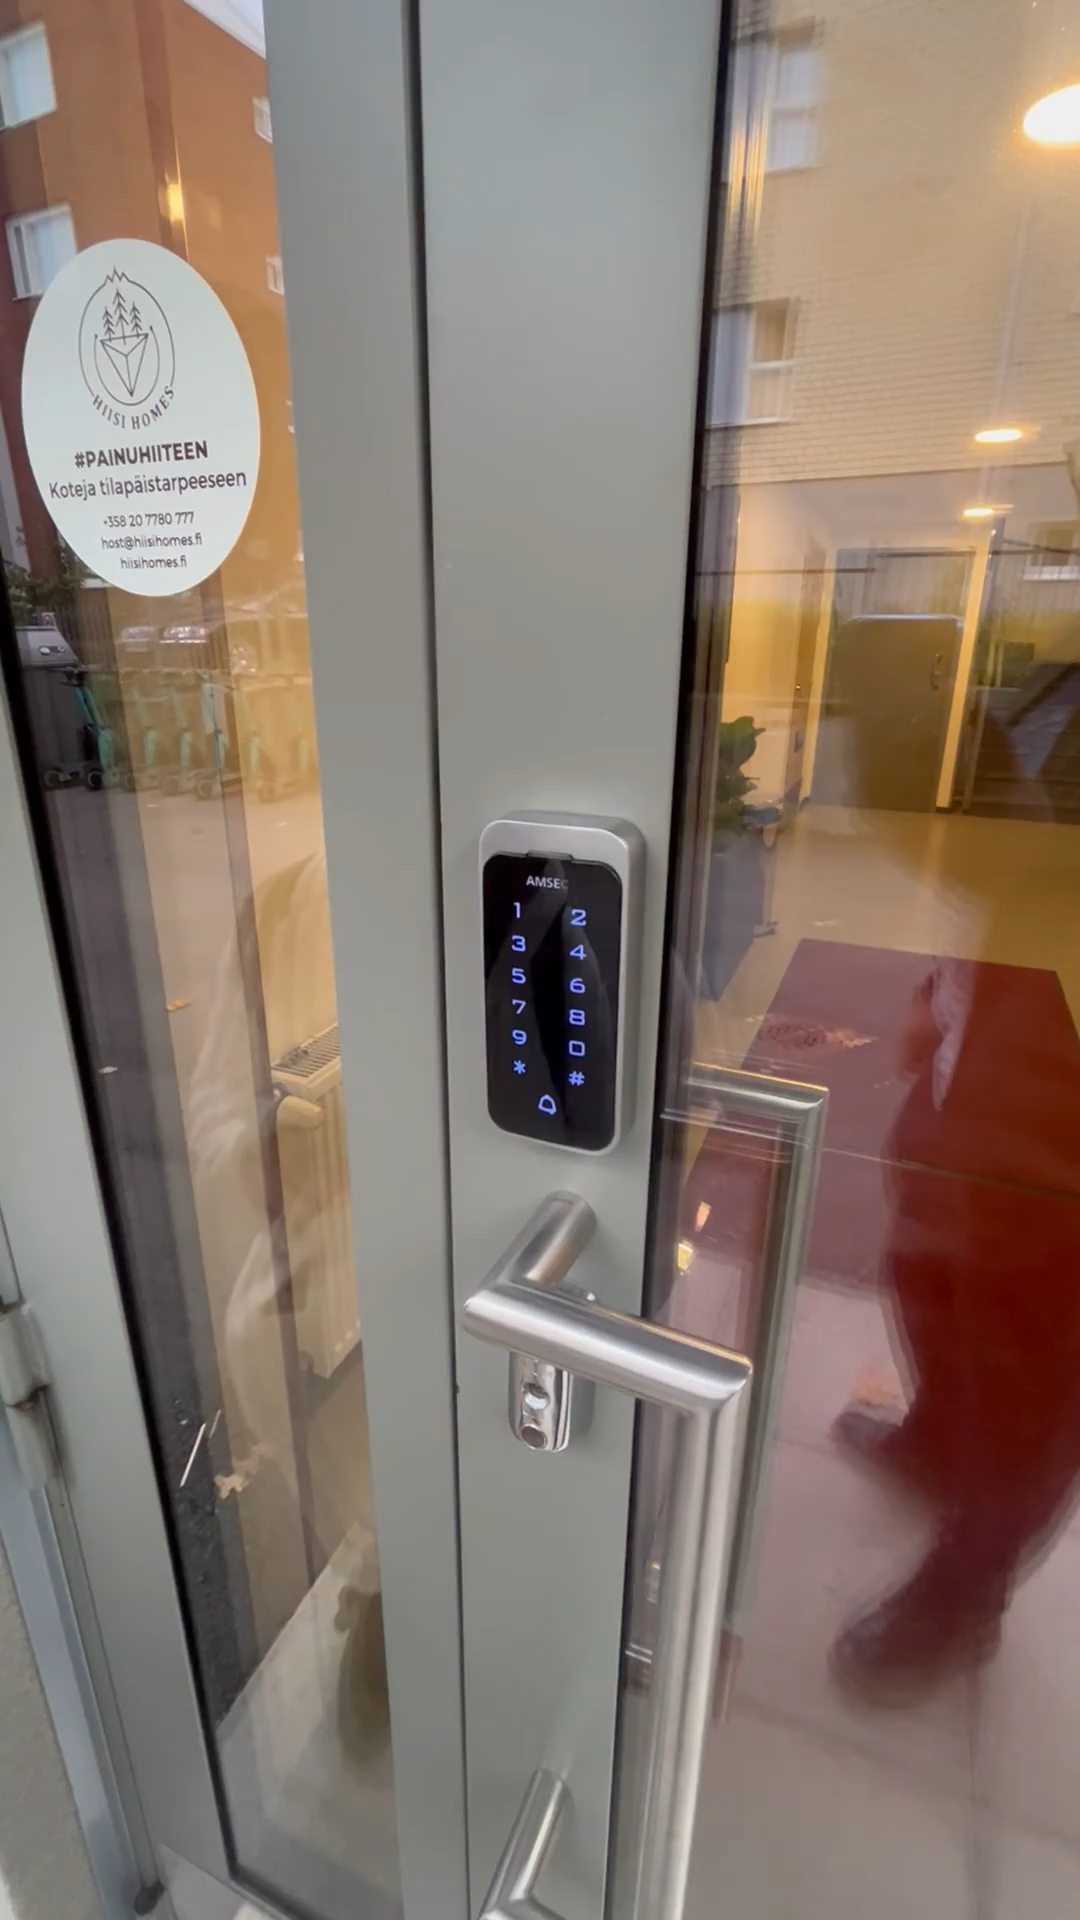 HIISI HOMES
#PAINUHIITEEN
Koteja tilapäistarpeeseen
+358 20 7780 777
host@hiisihomes.fi
hiisihomes.fi
AMSEC
1 2
3 4
5 6
7 8
9 0
* #